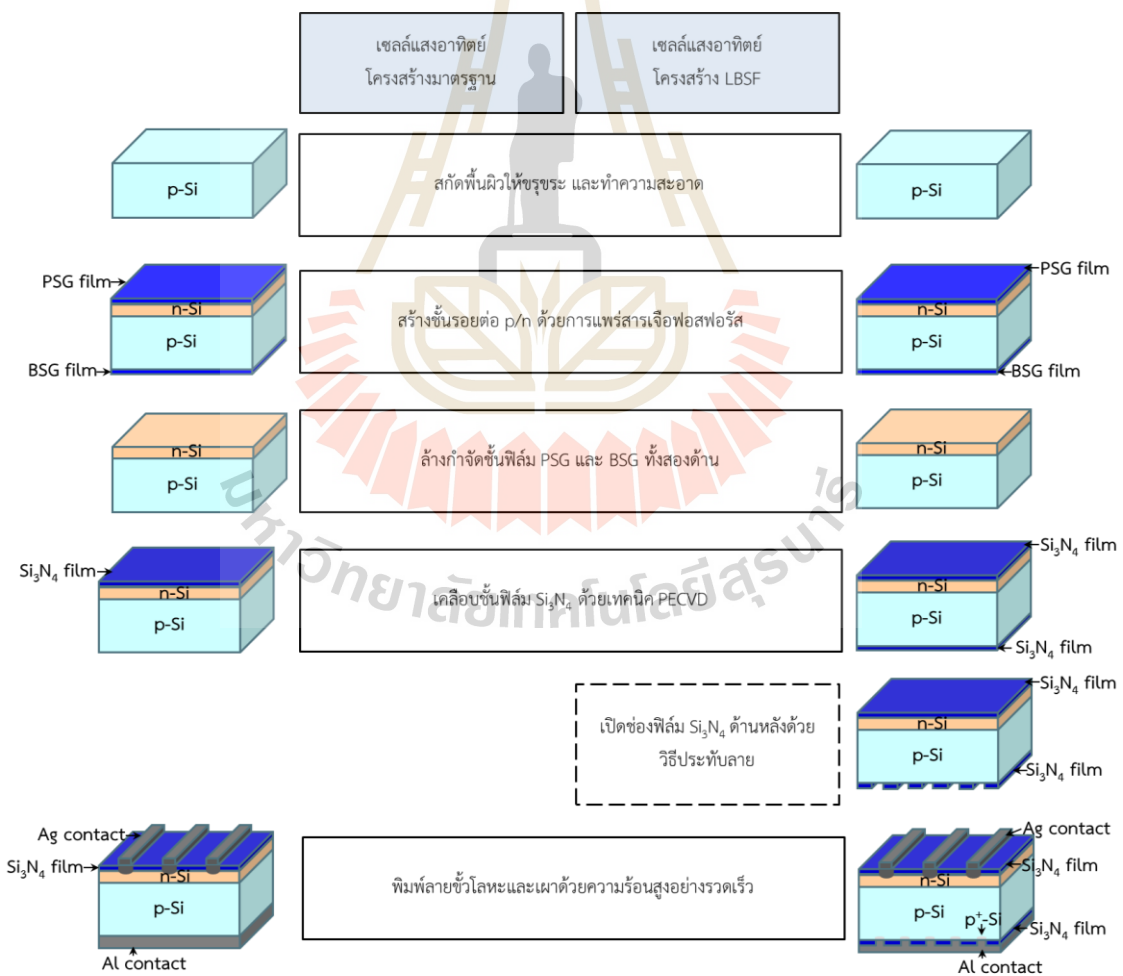 เซลล์แสงอาทิตย์
โครงสร้างมาตรฐาน
เซลล์แสงอาทิตย์
โครงสร้าง LBSF
p-Si
สกัดพื้นผิวให้ขรุขระ และทำความสะอาด
p-Si
PSG film
n-Si
p-Si
BSG film
สร้างชั้นรอยต่อ p/n ด้วยการแพร่สารเจือฟอสฟอรัส
PSG film
n-Si
p-Si
BSG film
n-Si
p-Si
ล้างกำจัดชั้นฟิล์ม PSG และ BSG ทั้งสองด้าน
n-Si
p-Si
Si₃N₄ film
n-Si
p-Si
เคลือบชั้นฟิล์ม Si₃N₄ ด้วยเทคนิค PECVD
Si₃N₄ film
n-Si
p-Si
Si₃N₄ film
มหาวิทยาลัยเทคโนโลยีสุรนารี
เปิดช่องฟิล์ม Si₃N₄ ด้านหลังด้วย
วิธีประทับลาย
Si₃N₄ film
n-Si
p-Si
Si₃N₄ film
Ag contact
Si₃N₄ film
n-Si
p-Si
Al contact
พิมพ์ลายขั้วโลหะและเผาด้วยความร้อนสูงอย่างรวดเร็ว
Ag contact
Si₃N₄ film
n-Si
p-Si
p⁺-Si
Si₃N₄ film
Al contact